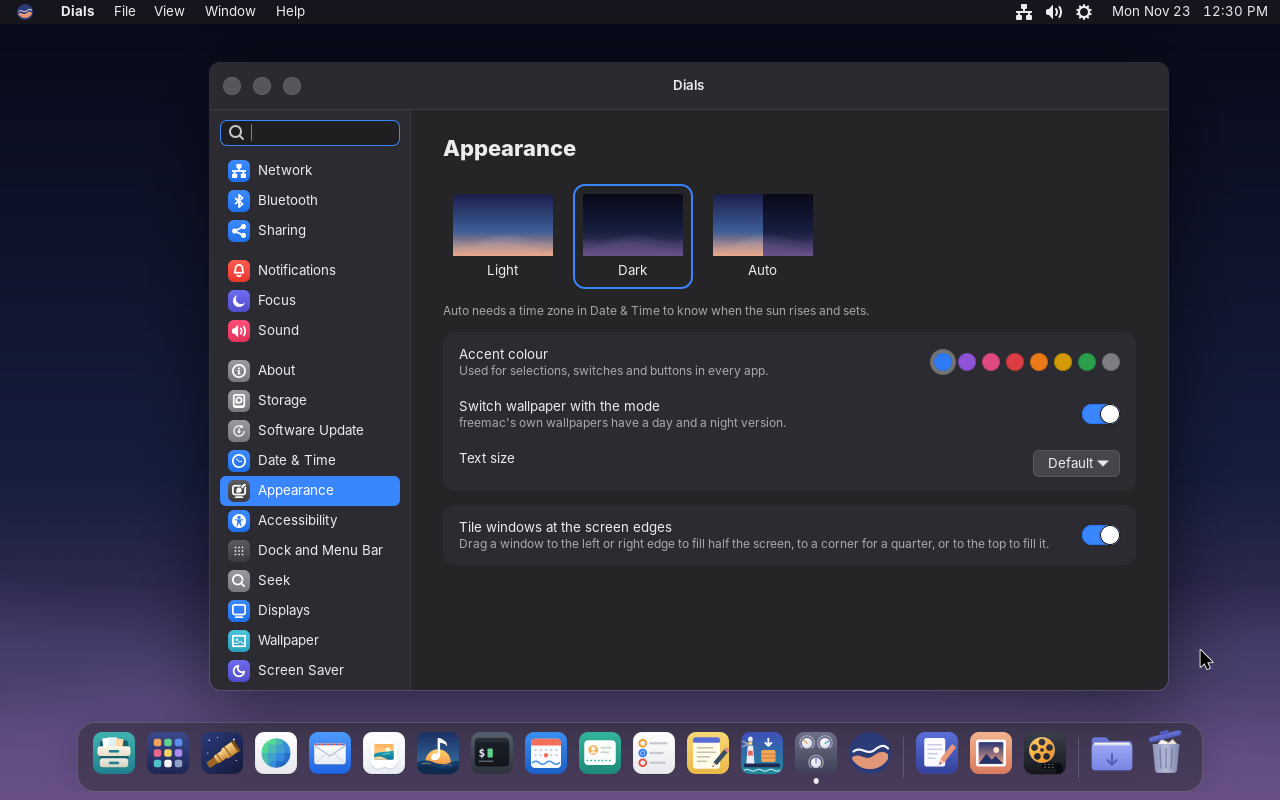 Dials File View Window Help Mon Nov 23 12:30 PM
Dials
Network
Bluetooth
Sharing
Notifications
Focus
Sound
About
Storage
Software Update
Date & Time
Appearance
Accessibility
Dock and Menu Bar
Seek
Displays
Wallpaper
Screen Saver
Appearance
Light Dark Auto
Auto needs a time zone in Date & Time to know when the sun rises and sets.
Accent colour
Used for selections, switches and buttons in every app.
Switch wallpaper with the mode
freemac's own wallpapers have a day and a night version.
Text size Default
Tile windows at the screen edges
Drag a window to the left or right edge to fill half the screen, to a corner for a quarter, or to the top to fill it.
$